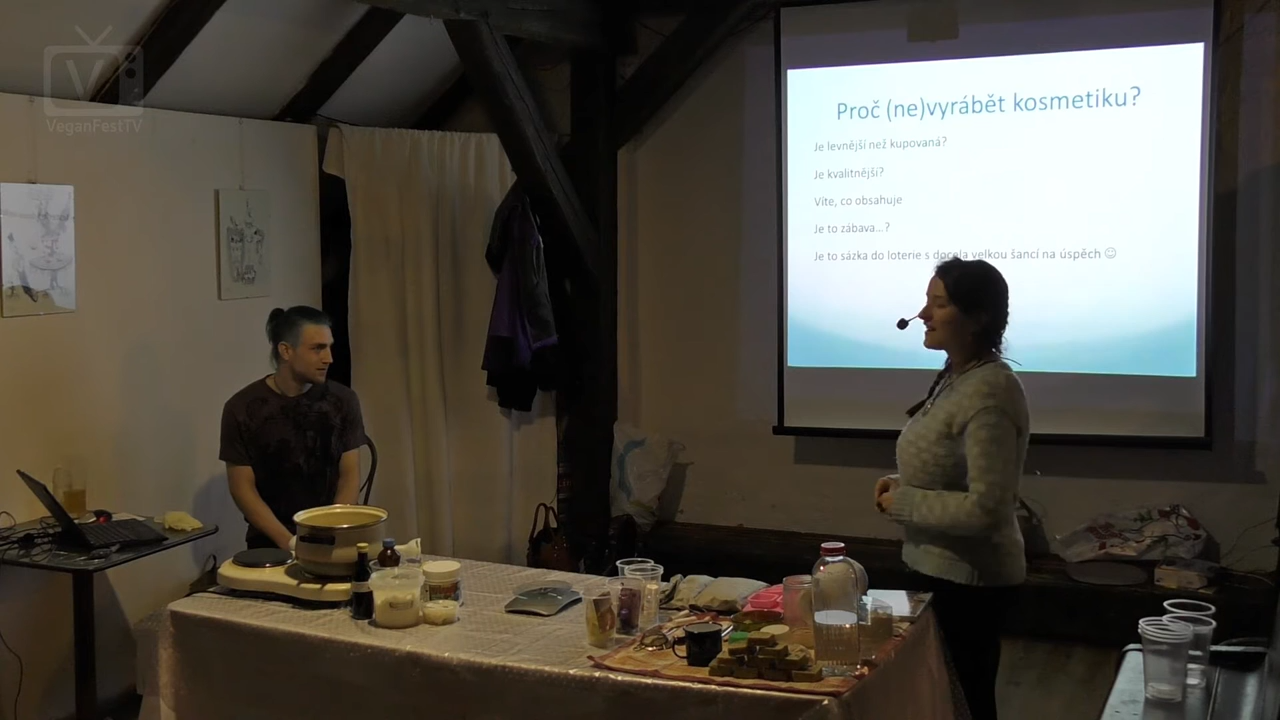 V
VeganFestTV
Proč (ne)vyrábět kosmetiku?
Je levnější než kupovaná?
Je kvalitnější?
Víte, co obsahuje
Je to zábava...?
Je to sázka do loterie s docela velkou šancí na úspěch ☺